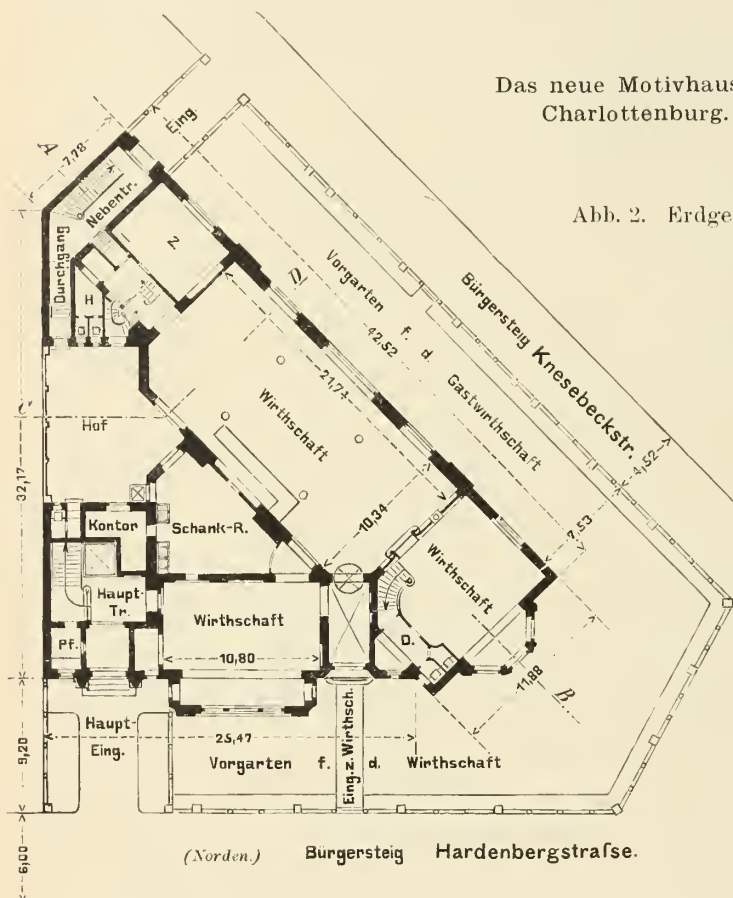 Das neue Motivhaus
Charlottenburg.
Abb. 2. Erdge
Eing.
A
7,78
Nebentr.
Z
Durchgang
H
Vorgarten f. d. Gastwirthschaft
D
42,52
Bürgersteig Knesebeckstr.
21,74
Wirthschaft
Hof
C
32,17
4,52
7,53
10,34
Kontor
Schank-R.
Wirthschaft
Haupt-
Tr.
Wirthschaft
10,80
Pf.
D.
11,88
B.
Haupt-
Eing.
25,47
Eing. z. Wirthsch.
Vorgarten f. d. Wirthschaft
9,20
6,00
(Norden.) Bürgersteig Hardenbergstraſse.